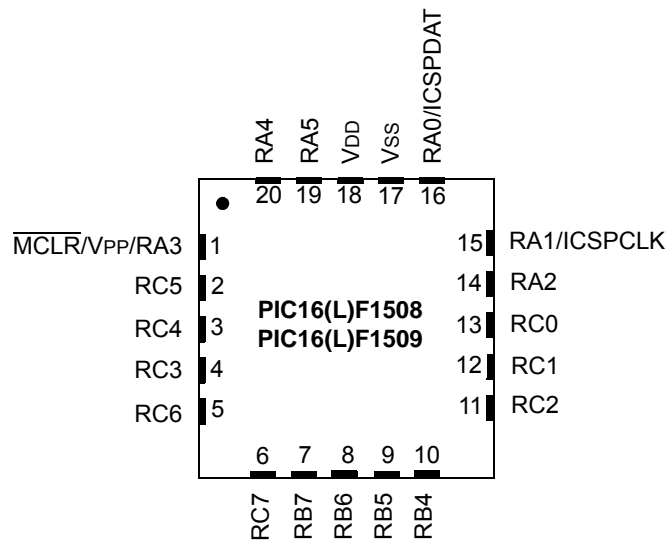 RA4
RA5
VDD
VSS
RA0/ICSPDAT
20
19
18
17
16
MCLR/VPP/RA3
1
15
RA1/ICSPCLK
RC5
2
14
RA2
RC4
3
PIC16(L)F1508
PIC16(L)F1509
13
RC0
RC3
4
12
RC1
RC6
5
11
RC2
6
7
8
9
10
RC7
RB7
RB6
RB5
RB4